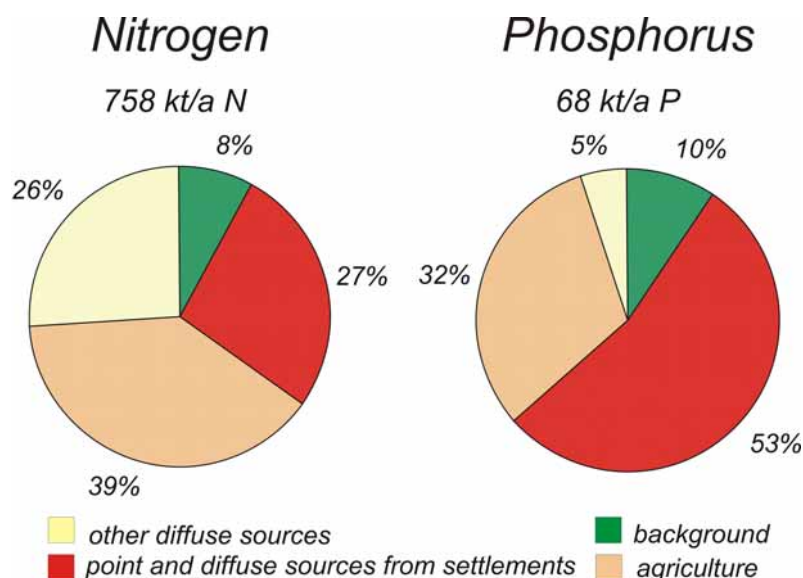 Nitrogen
758 kt/a N
8%
26%
27%
39%
Phosphorus
68 kt/a P
5%
10%
32%
53%
other diffuse sources
background
point and diffuse sources from settlements
agriculture